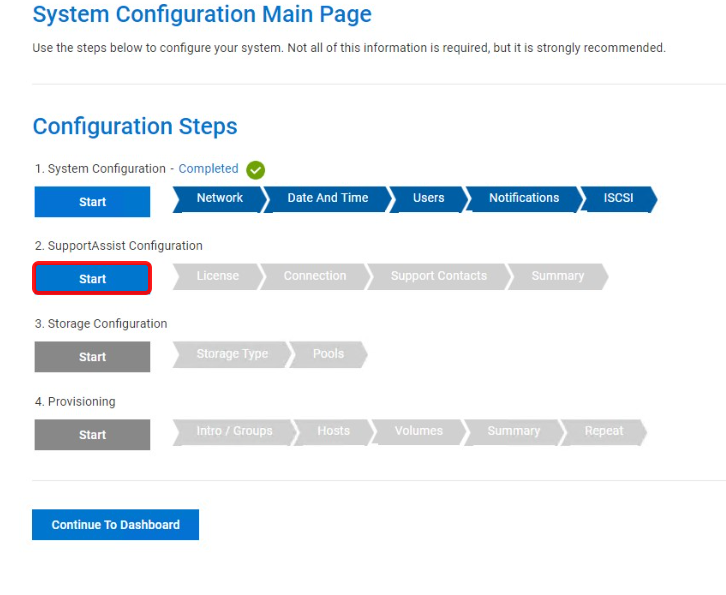 System Configuration Main Page
Use the steps below to configure your system. Not all of this information is required, but it is strongly recommended.
Configuration Steps
1. System Configuration - Completed
Start Network Date And Time Users Notifications ISCSI
2. SupportAssist Configuration
Start License Connection Support Contacts Summary
3. Storage Configuration
Start Storage Type Pools
4. Provisioning
Start Intro / Groups Hosts Volumes Summary Repeat
Continue To Dashboard